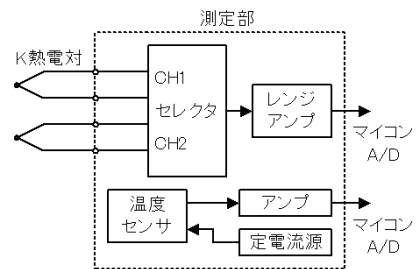 測定部
K熱電対
CH1
セレクタ
CH2
レンジ
アンプ
マイコン
A/D
温度
センサ
アンプ
定電流源
マイコン
A/D